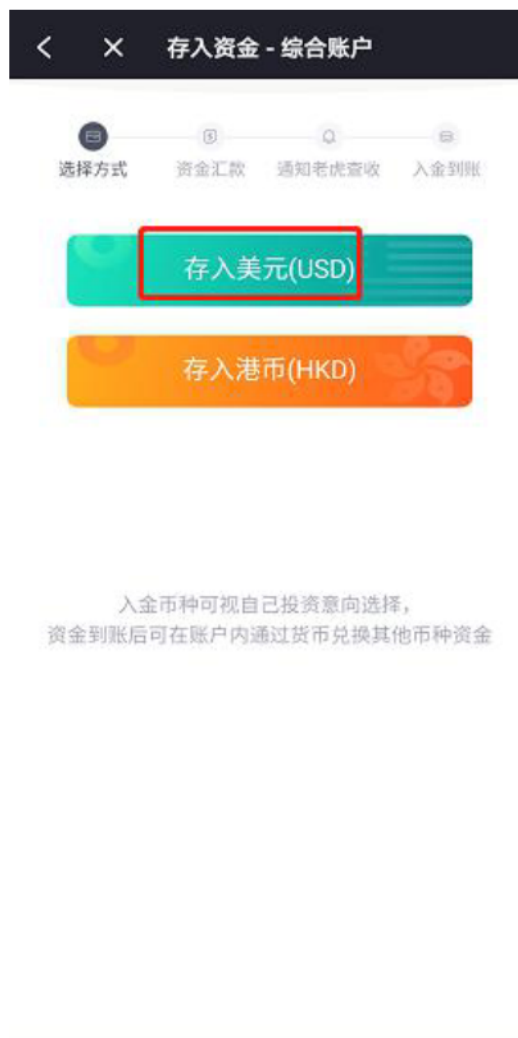 存入资金 - 综合账户
选择方式 资金汇款 通知老虎查收 入金到账
存入美元(USD)
存入港币(HKD)
入金币种可视自己投资意向选择，
资金到账后可在账户内通过货币兑换其他币种资金